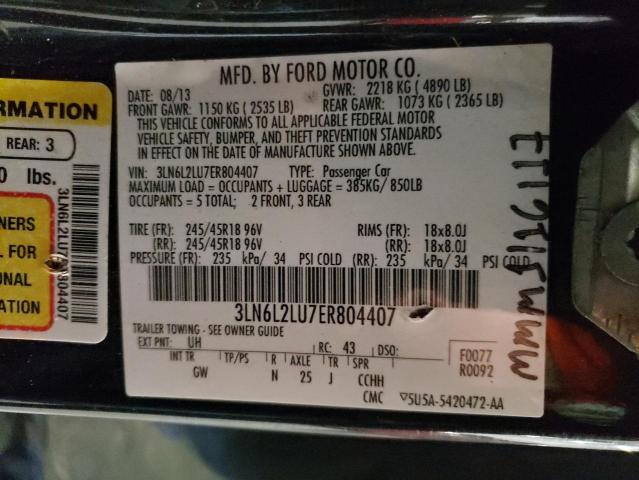 ORMATION
REAR: 3
0 lbs.
NERS
L FOR
ONAL
ATION
3LN6L2LU7ER804407
MFD. BY FORD MOTOR CO.
DATE: 08/13 GVWR: 2218 KG ( 4890 LB)
FRONT GAWR: 1150 KG ( 2535 LB) REAR GAWR: 1073 KG ( 2365 LB)
THIS VEHICLE CONFORMS TO ALL APPLICABLE FEDERAL MOTOR
VEHICLE SAFETY, BUMPER, AND THEFT PREVENTION STANDARDS
IN EFFECT ON THE DATE OF MANUFACTURE SHOWN ABOVE.
VIN: 3LN6L2LU7ER804407 TYPE: Passenger Car
MAXIMUM LOAD = OCCUPANTS + LUGGAGE = 385KG/ 850LB
OCCUPANTS = 5 TOTAL; 2 FRONT, 3 REAR
TIRE (FR): 245/45R18 96V RIMS (FR): 18x8.0J
(RR): 245/45R18 96V (RR): 18x8.0J
PRESSURE (FR): 235 kPa/ 34 PSI COLD (RR): 235 kPa/ 34 PSI COLD
3LN6L2LU7ER804407
TRAILER TOWING - SEE OWNER GUIDE
EXT PNT: UH RC: 43 DSO:
INT TR TP/PS R AXLE TR SPR
GW N 25 J CCHH
F0077
R0092
CMC ▽5U5A-5420472-AA